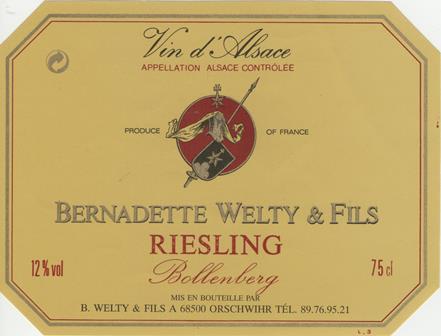 Vin d'Alsace
APPELLATION ALSACE CONTRÔLÉE
PRODUCE OF FRANCE
BERNADETTE WELTY & FILS
RIESLING
12 % vol Bollenberg 75 cl
MIS EN BOUTEILLE PAR
B. WELTY & FILS A 68500 ORSCHWIHR TÉL. 89.76.95.21
L.3